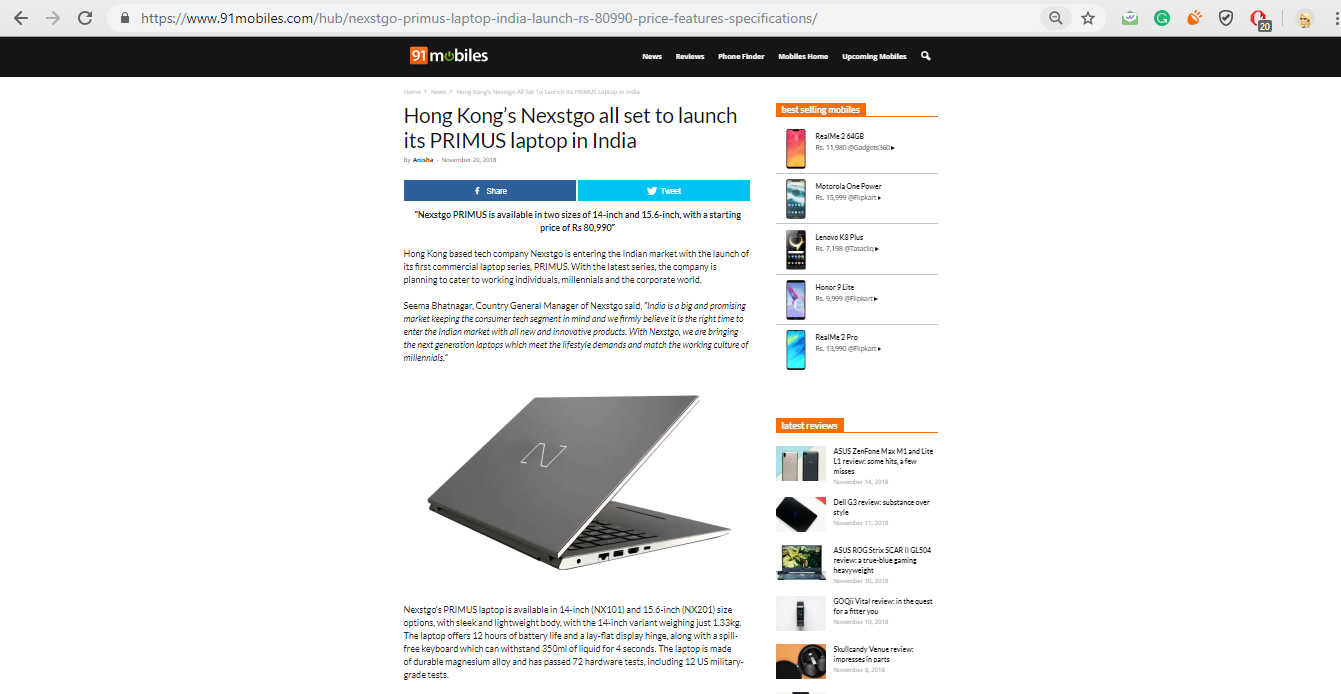 https://www.91mobiles.com/hub/nexstgo-primus-laptop-india-launch-rs-80990-price-features-specifications/
20
91mobiles
News Reviews Phone Finder Mobiles Home Upcoming Mobiles
Home > News > Hong Kong's Nexstgo All Set To Launch Its PRIMUS Laptop In India
Hong Kong’s Nexstgo all set to launch
its PRIMUS laptop in India
By Anisha - November 20, 2018
Share
Tweet
“Nexstgo PRIMUS is available in two sizes of 14-inch and 15.6-inch, with a starting
price of Rs 80,990”
Hong Kong based tech company Nexstgo is entering the Indian market with the launch of
its first commercial laptop series, PRIMUS. With the latest series, the company is
planning to cater to working individuals, millennials and the corporate world.
Seema Bhatnagar, Country General Manager of Nexstgo said, “India is a big and promising
market keeping the consumer tech segment in mind and we firmly believe it is the right time to
enter the Indian market with all new and innovative products. With Nexstgo, we are bringing
the next generation laptops which meet the lifestyle demands and match the working culture of
millennials.”
N
Nexstgo’s PRIMUS laptop is available in 14-inch (NX101) and 15.6-inch (NX201) size
options, with sleek and lightweight body, with the 14-inch variant weighing just 1.33kg.
The laptop offers 12 hours of battery life and a lay-flat display hinge, along with a spill-
free keyboard which can withstand 350ml of liquid for 4 seconds. The laptop is made
of durable magnesium alloy and has passed 72 hardware tests, including 12 US military-
grade tests.
best selling mobiles
RealMe 2 64GB
Rs. 11,980 @Gadgets360
Motorola One Power
Rs. 15,999 @Flipkart
Lenovo K8 Plus
Rs. 7,198 @Tatacliq
Honor 9 Lite
Rs. 9,999 @Flipkart
RealMe 2 Pro
Rs. 13,990 @Flipkart
latest reviews
ASUS ZenFone Max M1 and Lite
L1 review: some hits, a few
misses
November 14, 2018
Dell G3 review: substance over
style
November 11, 2018
ASUS ROG Strix SCAR II GL504
review: a true-blue gaming
heavyweight
November 10, 2018
GOQii Vital review: in the quest
for a fitter you
November 10, 2018
Skullcandy Venue review:
impresses in parts
November 8, 2018